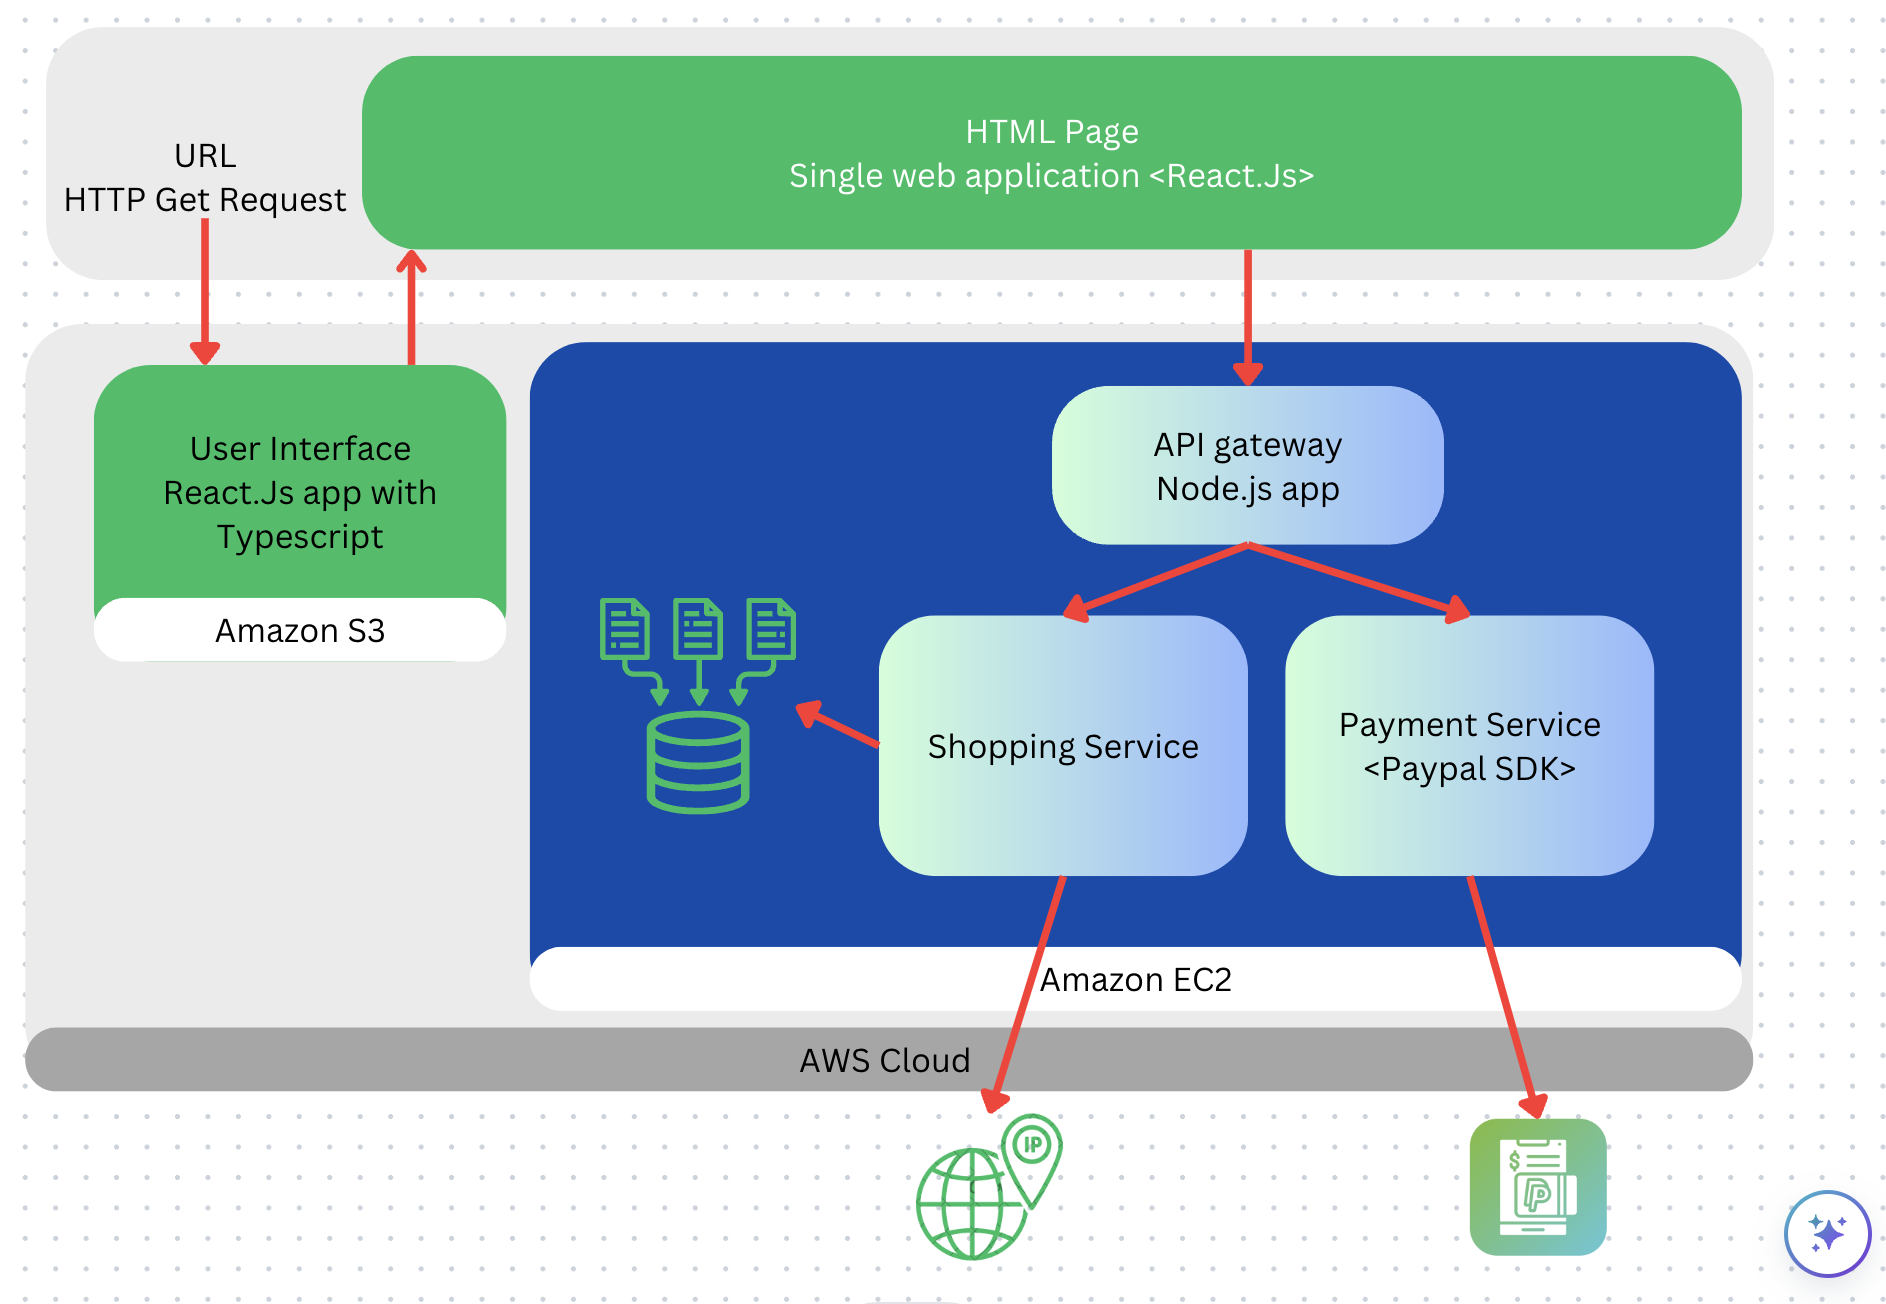 URL
HTTP Get Request
HTML Page
Single web application <React.Js>
User Interface
React.Js app with
Typescript
Amazon S3
API gateway
Node.js app
Shopping Service
Payment Service
<Paypal SDK>
Amazon EC2
AWS Cloud
IP
$
P